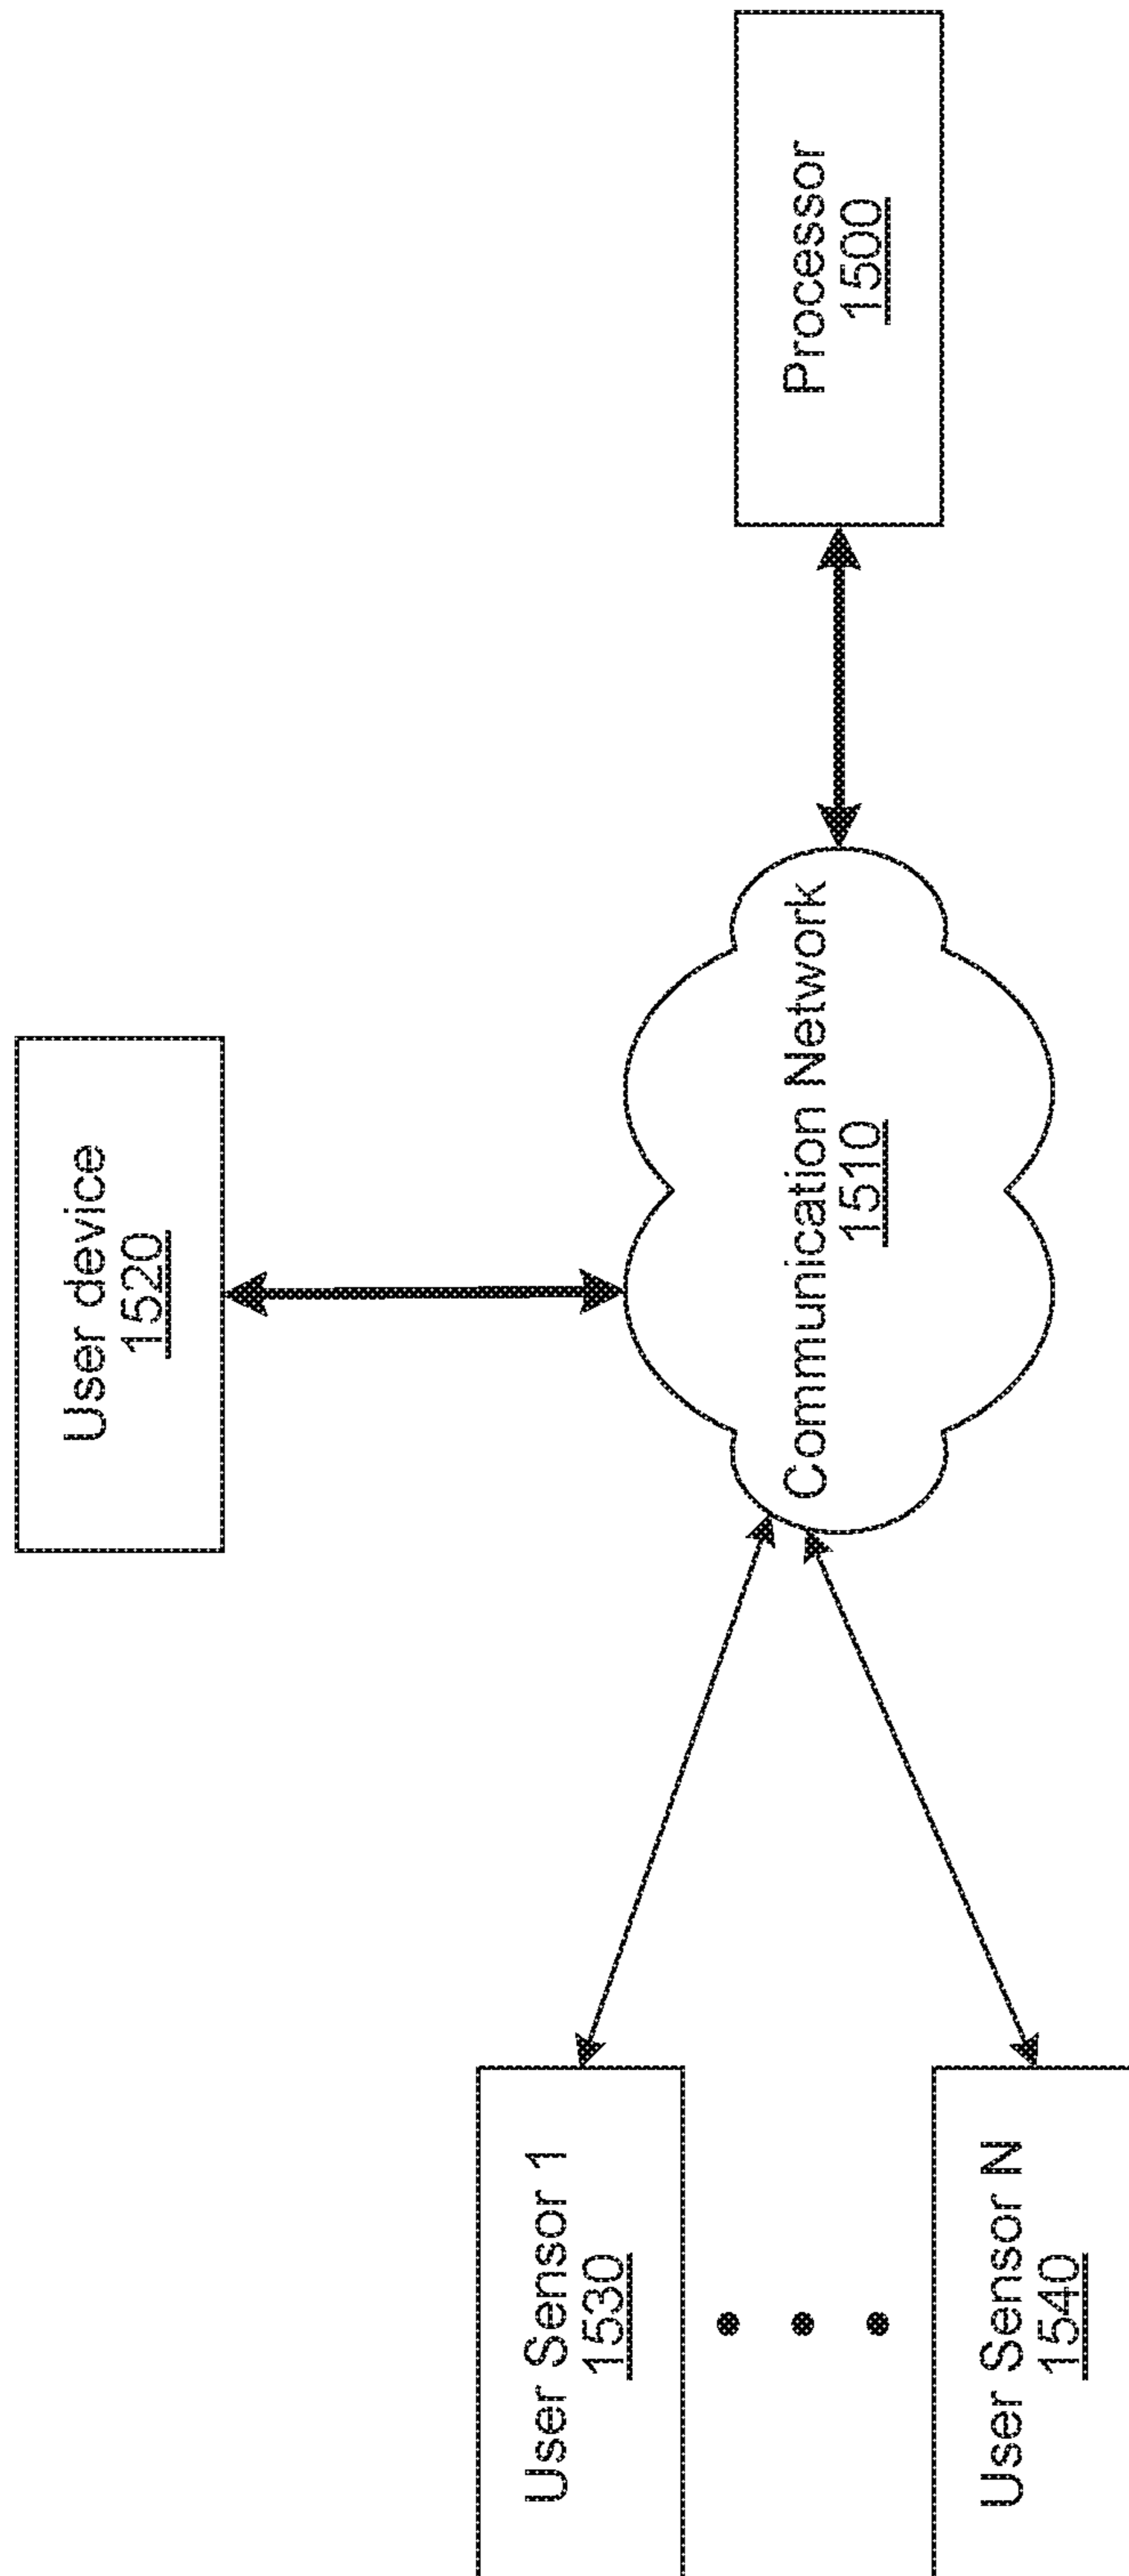 User device
1520
User Sensor 1
1530
Communication Network
1510
Processor
1500
User Sensor N
1540